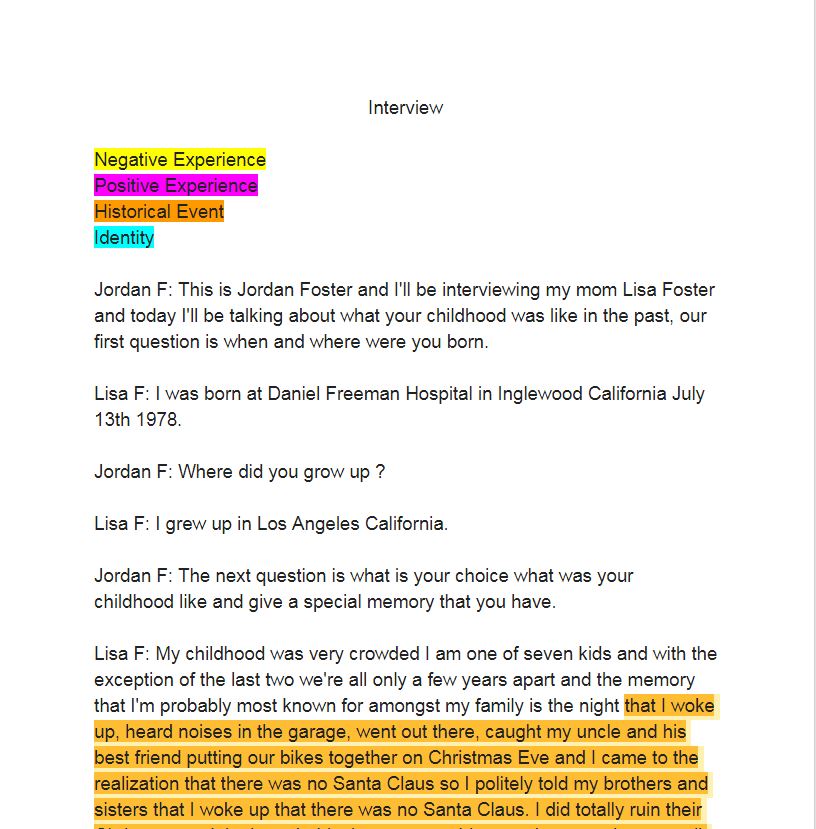 Interview
Negative Experience
Positive Experience
Historical Event
Identity
Jordan F: This is Jordan Foster and I'll be interviewing my mom Lisa Foster
and today I'll be talking about what your childhood was like in the past, our
first question is when and where were you born.
Lisa F: I was born at Daniel Freeman Hospital in Inglewood California July
13th 1978.
Jordan F: Where did you grow up ?
Lisa F: I grew up in Los Angeles California.
Jordan F: The next question is what is your choice what was your
childhood like and give a special memory that you have.
Lisa F: My childhood was very crowded I am one of seven kids and with the
exception of the last two we're all only a few years apart and the memory
that I'm probably most known for amongst my family is the night that I woke
up, heard noises in the garage, went out there, caught my uncle and his
best friend putting our bikes together on Christmas Eve and I came to the
realization that there was no Santa Claus so I politely told my brothers and
sisters that I woke up that there was no Santa Claus. I did totally ruin their